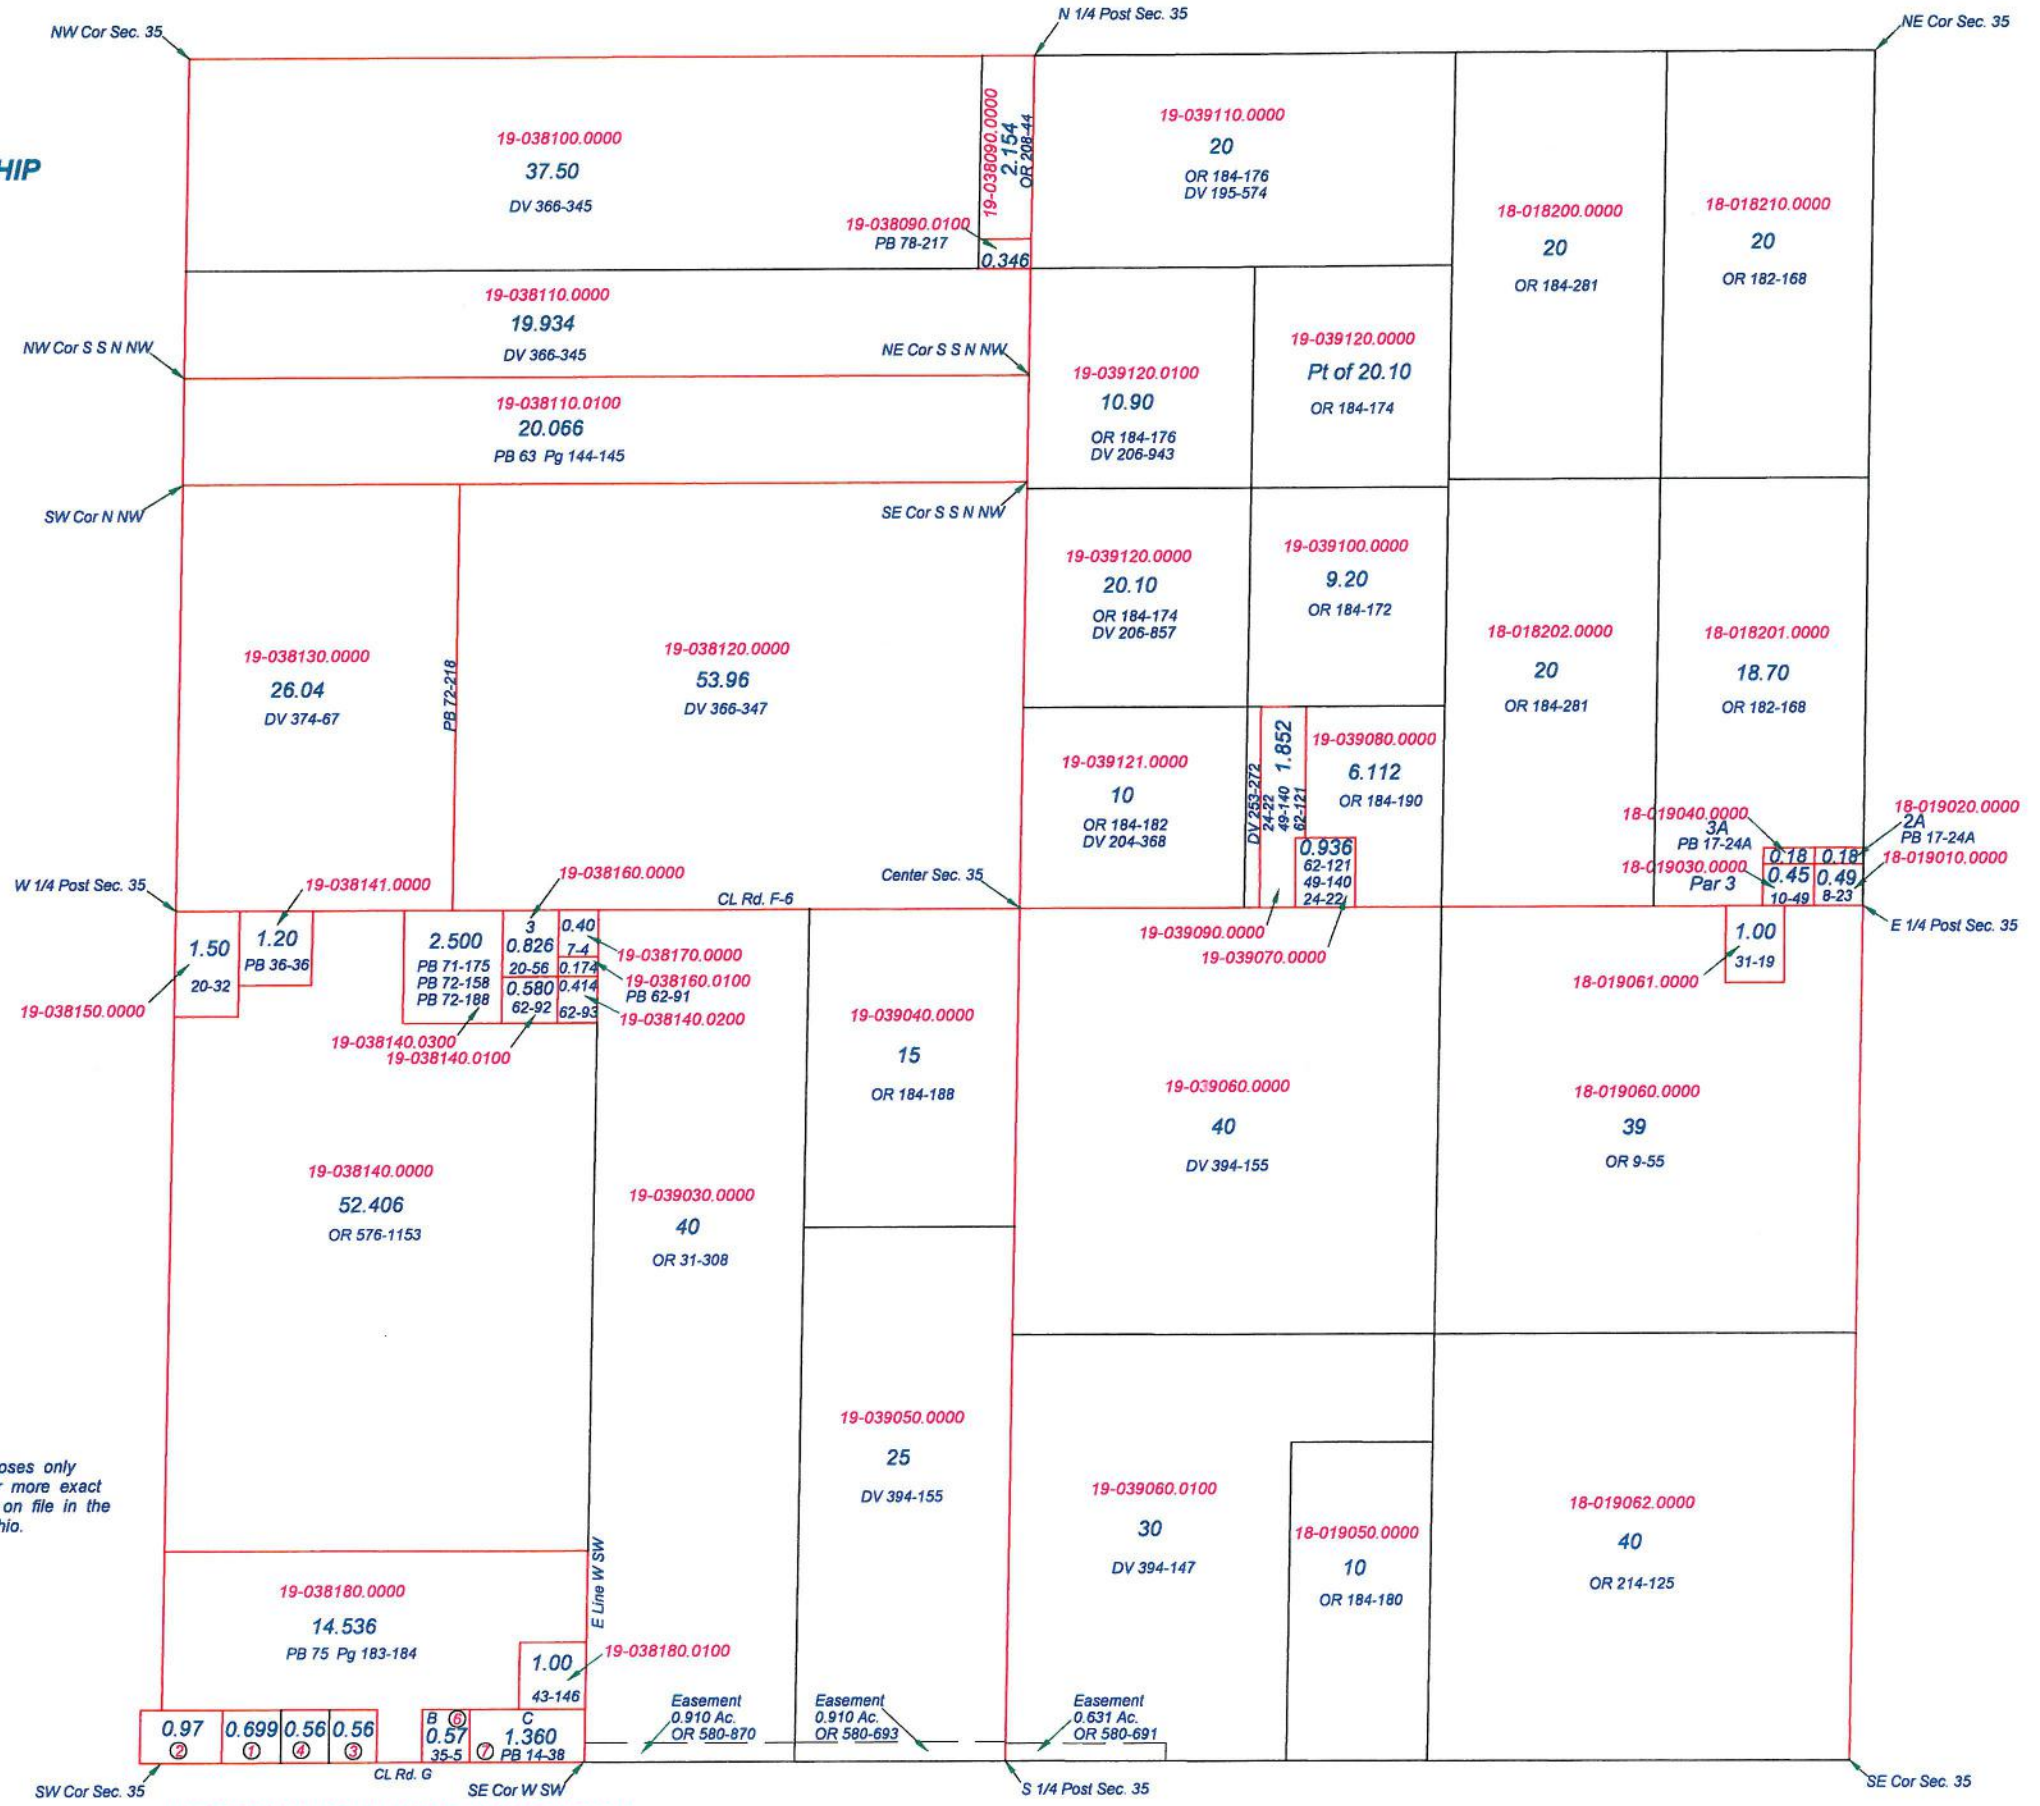 NW Cor Sec. 35
N 1/4 Post Sec. 35
NE Cor Sec. 35
HIP
19-038100.0000
37.50
DV 366-345
19-038090.0000
2.154
OR 208-44
19-038090.0100
PB 78-217
0.346
19-039110.0000
20
OR 184-176
DV 195-574
18-018200.0000
20
OR 184-281
18-018210.0000
20
OR 182-168
19-038110.0000
19.934
DV 366-345
NW Cor S S N NW
NE Cor S S N NW
19-038110.0100
20.066
PB 63 Pg 144-145
19-039120.0100
10.90
OR 184-176
DV 206-943
19-039120.0000
Pt of 20.10
OR 184-174
SW Cor N NW
SE Cor S S N NW
19-038130.0000
26.04
DV 374-67
PB 72-218
19-038120.0000
53.96
DV 366-347
19-039120.0000
20.10
OR 184-174
DV 206-857
19-039100.0000
9.20
OR 184-172
18-018202.0000
20
OR 184-281
18-018201.0000
18.70
OR 182-168
19-039121.0000
10
OR 184-182
DV 204-368
DV 253-272
24-22
49-140 1.852
62-121
19-039080.0000
6.112
OR 184-190
0.936
62-121
49-140
24-22
18-019040.0000
3A
PB 17-24A
18-019030.0000
Par 3
0.18
0.18
0.45
10-49
0.49
8-23
18-019020.0000
2A
PB 17-24A
18-019010.0000
W 1/4 Post Sec. 35
19-038141.0000
19-038160.0000
CL Rd. F-6
Center Sec. 35
E 1/4 Post Sec. 35
1.50
20-32
19-038150.0000
1.20
PB 36-36
2.500
PB 71-175
PB 72-158
PB 72-188
3
0.826
20-56
0.580
62-92
0.40
7-4
0.174
0.414
62-93
19-038170.0000
19-038160.0100
PB 62-91
19-038140.0200
19-038140.0300
19-038140.0100
19-039090.0000
19-039070.0000
1.00
31-19
18-019061.0000
19-039040.0000
15
OR 184-188
19-039060.0000
40
DV 394-155
18-019060.0000
39
OR 9-55
19-038140.0000
52.406
OR 576-1153
19-039030.0000
40
OR 31-308
19-039050.0000
25
DV 394-155
19-039060.0100
30
DV 394-147
18-019050.0000
10
OR 184-180
18-019062.0000
40
OR 214-125
oses only
r more exact
on file in the
hio.
E Line W SW
19-038180.0000
14.536
PB 75 Pg 183-184
1.00
43-146
19-038180.0100
0.97
2
0.699
1
0.56
4
0.56
3
B 6
0.57
35-5
C
1.360
7 PB 14-38
Easement
0.910 Ac.
OR 580-870
Easement
0.910 Ac.
OR 580-693
Easement
0.631 Ac.
OR 580-691
CL Rd. G
SW Cor Sec. 35
SE Cor W SW
S 1/4 Post Sec. 35
SE Cor Sec. 35